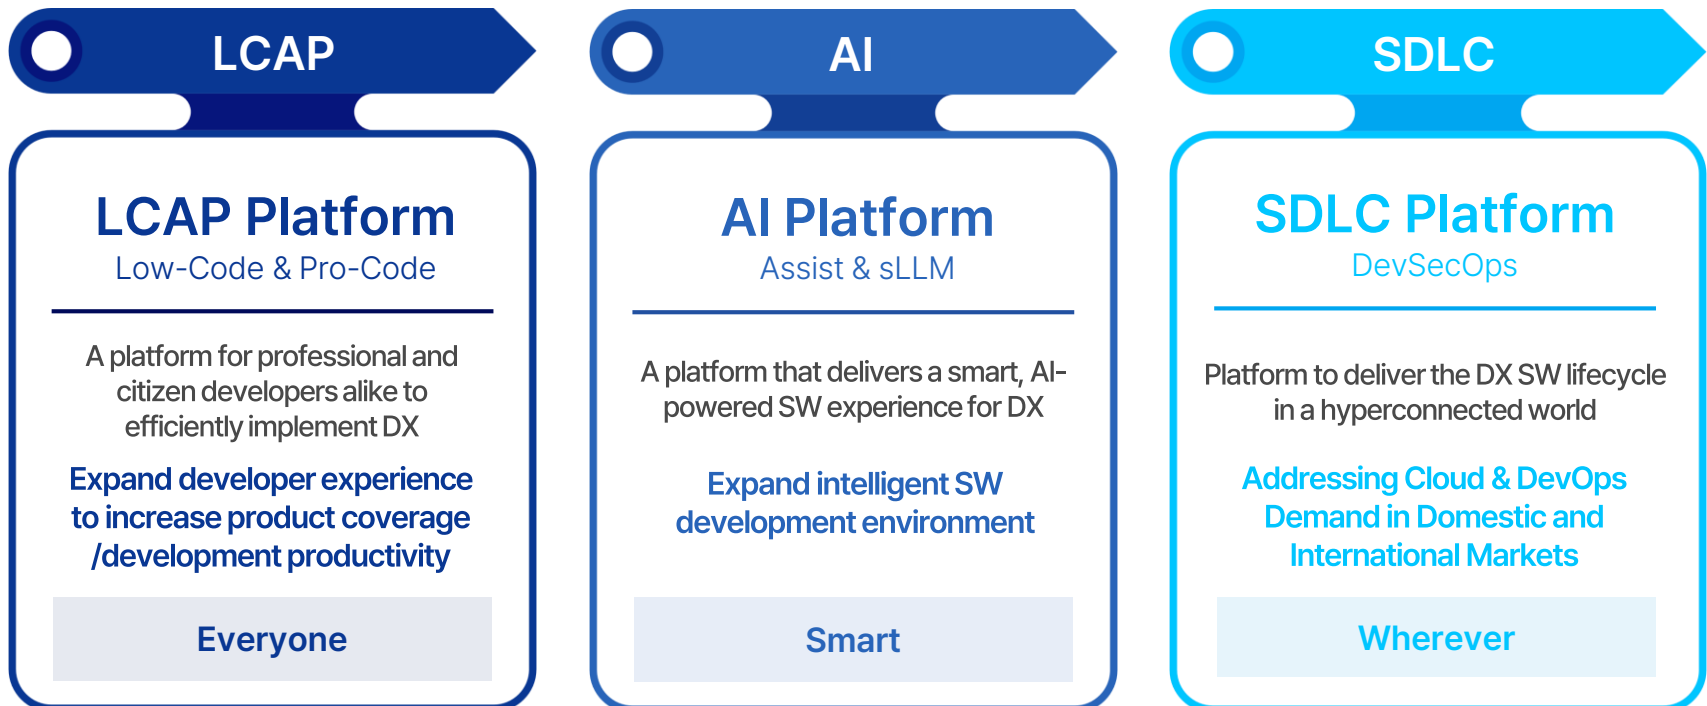 LCAP
LCAP Platform
Low-Code & Pro-Code
A platform for professional and
citizen developers alike to
efficiently implement DX
Expand developer experience
to increase product coverage
/development productivity
Everyone
AI
AI Platform
Assist & sLLM
A platform that delivers a smart, AI-
powered SW experience for DX
Expand intelligent SW
development environment
Smart
SDLC
SDLC Platform
DevSecOps
Platform to deliver the DX SW lifecycle
in a hyperconnected world
Addressing Cloud & DevOps
Demand in Domestic and
International Markets
Wherever